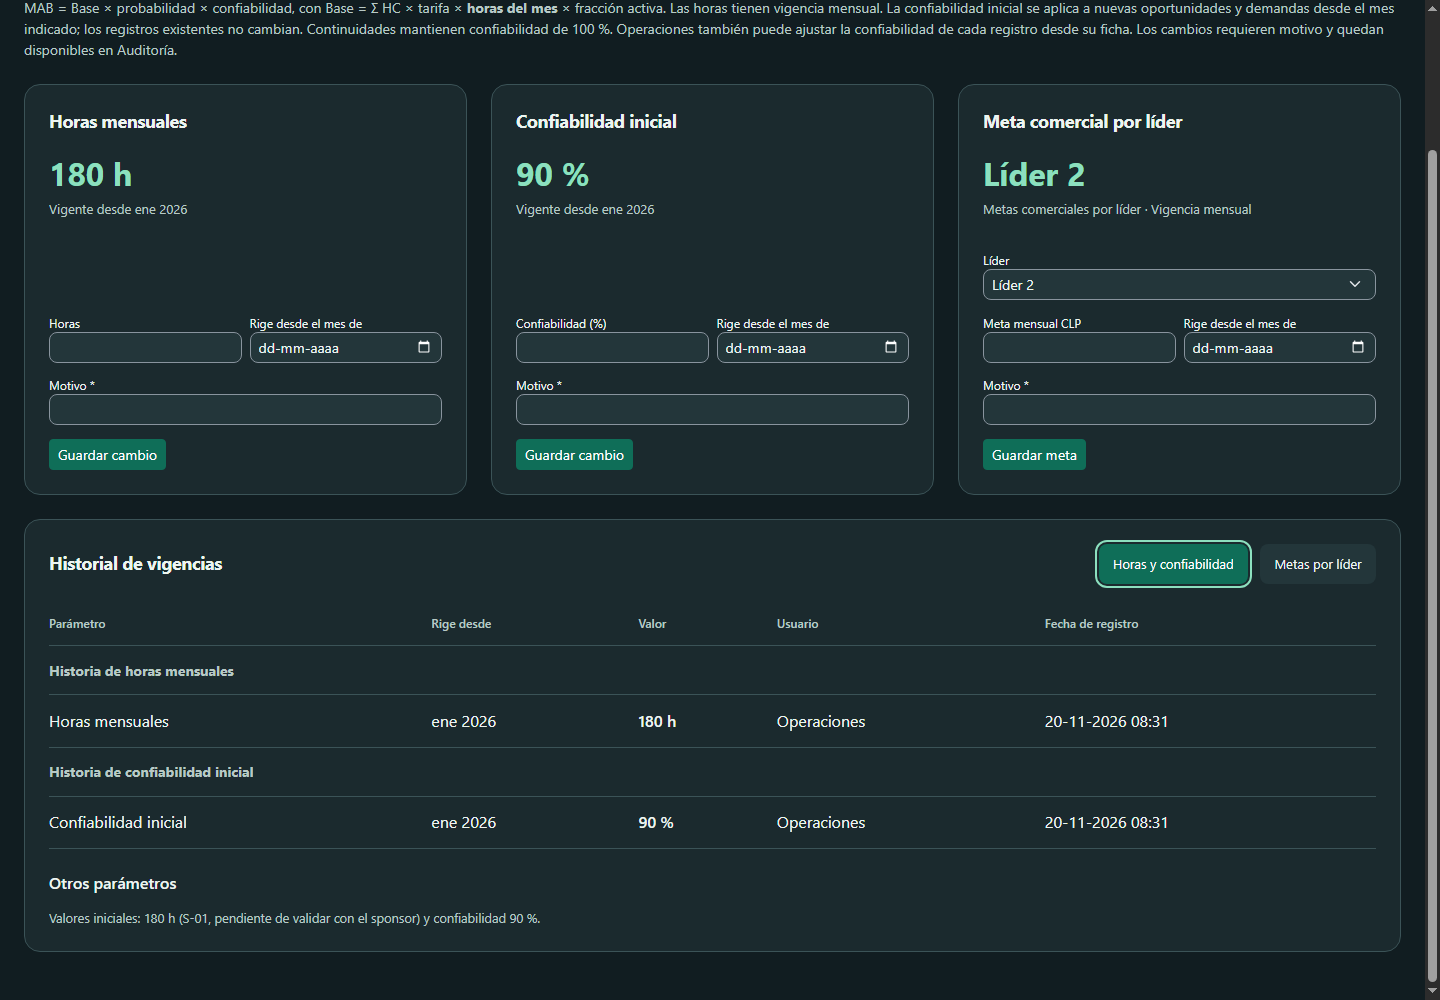 MAB = Base × probabilidad × confiabilidad, con Base = Σ HC × tarifa × horas del mes × fracción activa. Las horas tienen vigencia mensual. La confiabilidad inicial se aplica a nuevas oportunidades y demandas desde el mes
indicado; los registros existentes no cambian. Continuidades mantienen confiabilidad de 100 %. Operaciones también puede ajustar la confiabilidad de cada registro desde su ficha. Los cambios requieren motivo y quedan
disponibles en Auditoría.
Horas mensuales
180 h
Vigente desde ene 2026
Horas
Rige desde el mes de
dd-mm-aaaa
Motivo *
Guardar cambio
Confiabilidad inicial
90 %
Vigente desde ene 2026
Confiabilidad (%)
Rige desde el mes de
dd-mm-aaaa
Motivo *
Guardar cambio
Meta comercial por líder
Líder 2
Metas comerciales por líder · Vigencia mensual
Líder
Líder 2
Meta mensual CLP
Rige desde el mes de
dd-mm-aaaa
Motivo *
Guardar meta
Historial de vigencias
Horas y confiabilidad
Metas por líder
Parámetro Rige desde Valor Usuario Fecha de registro
Historia de horas mensuales
Horas mensuales ene 2026 180 h Operaciones 20-11-2026 08:31
Historia de confiabilidad inicial
Confiabilidad inicial ene 2026 90 % Operaciones 20-11-2026 08:31
Otros parámetros
Valores iniciales: 180 h (S-01, pendiente de validar con el sponsor) y confiabilidad 90 %.